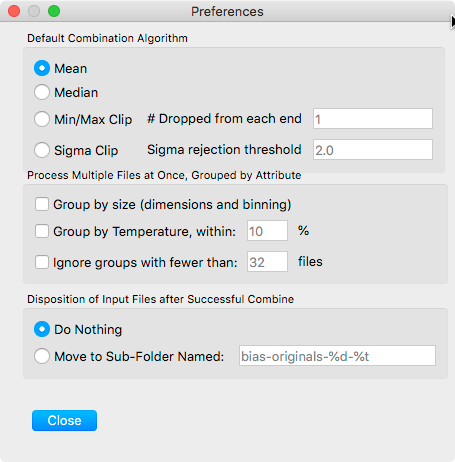 Preferences
Default Combination Algorithm
Mean
Median
Min/Max Clip # Dropped from each end 1
Sigma Clip Sigma rejection threshold 2.0
Process Multiple Files at Once, Grouped by Attribute
Group by size (dimensions and binning)
Group by Temperature, within: 10 %
Ignore groups with fewer than: 32 files
Disposition of Input Files after Successful Combine
Do Nothing
Move to Sub-Folder Named: bias-originals-%d-%t
Close